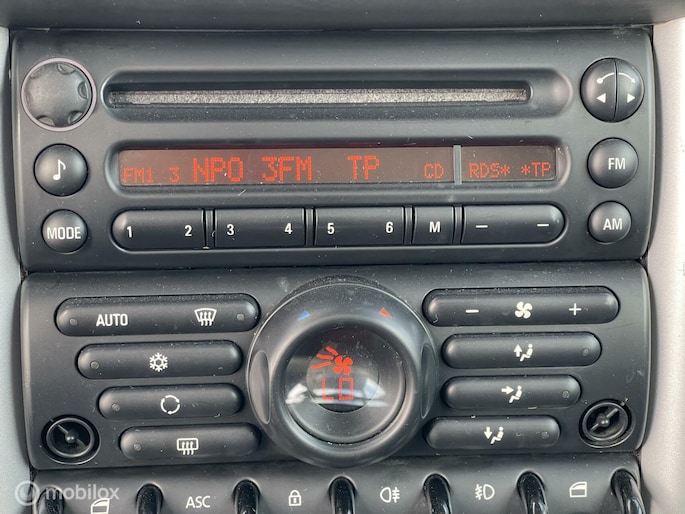 FM1 3 NPO 3FM TP CD RDS* *TP
FM
MODE
1 2 3 4 5 6 M — —
AM
AUTO
− +
LO
ASC
© mobilox